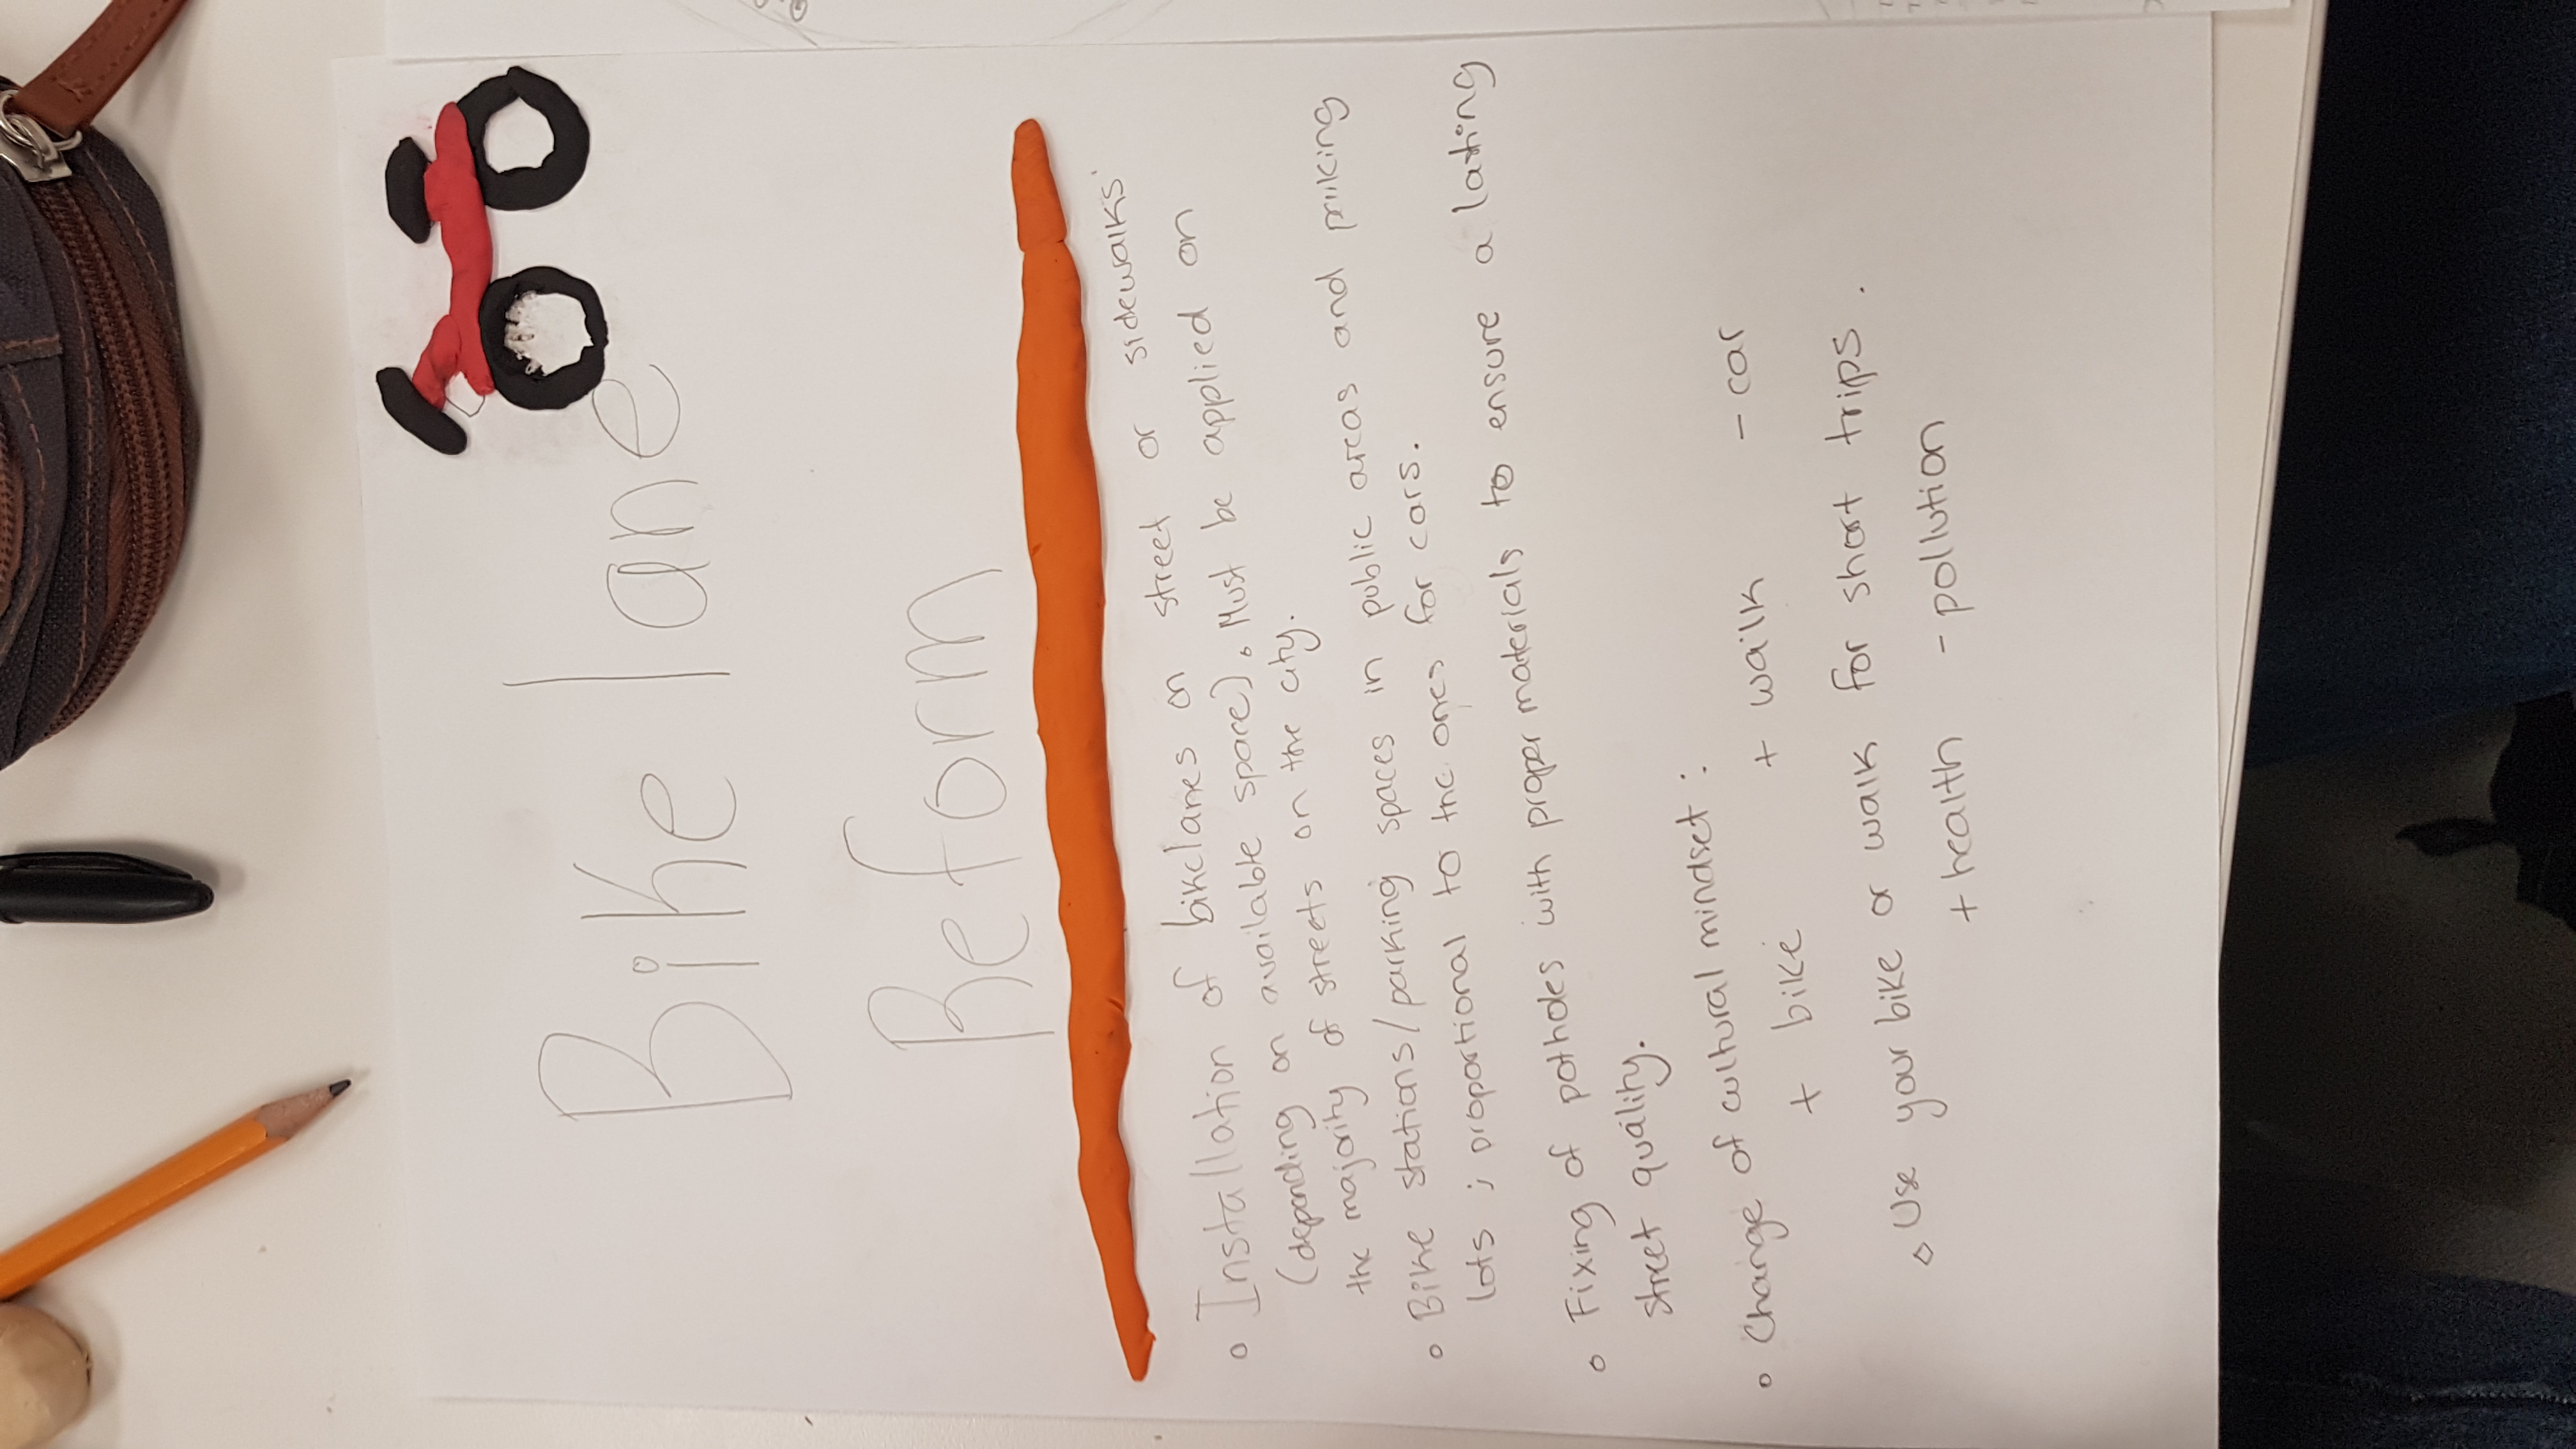 Bike lane
Reform
Installation of bikelanes on street or sidewalks
(depending on available space). Must be applied on
the majority of streets on the city.
Bike stations/parking spaces in public areas and parking
lots ; proportional to the ones for cars.
Fixing of potholes with proper materials to ensure a lasting
street quality.
Change of cultural mindset :
+ bike + walk - car
Use your bike or walk for short trips .
+ health - pollution